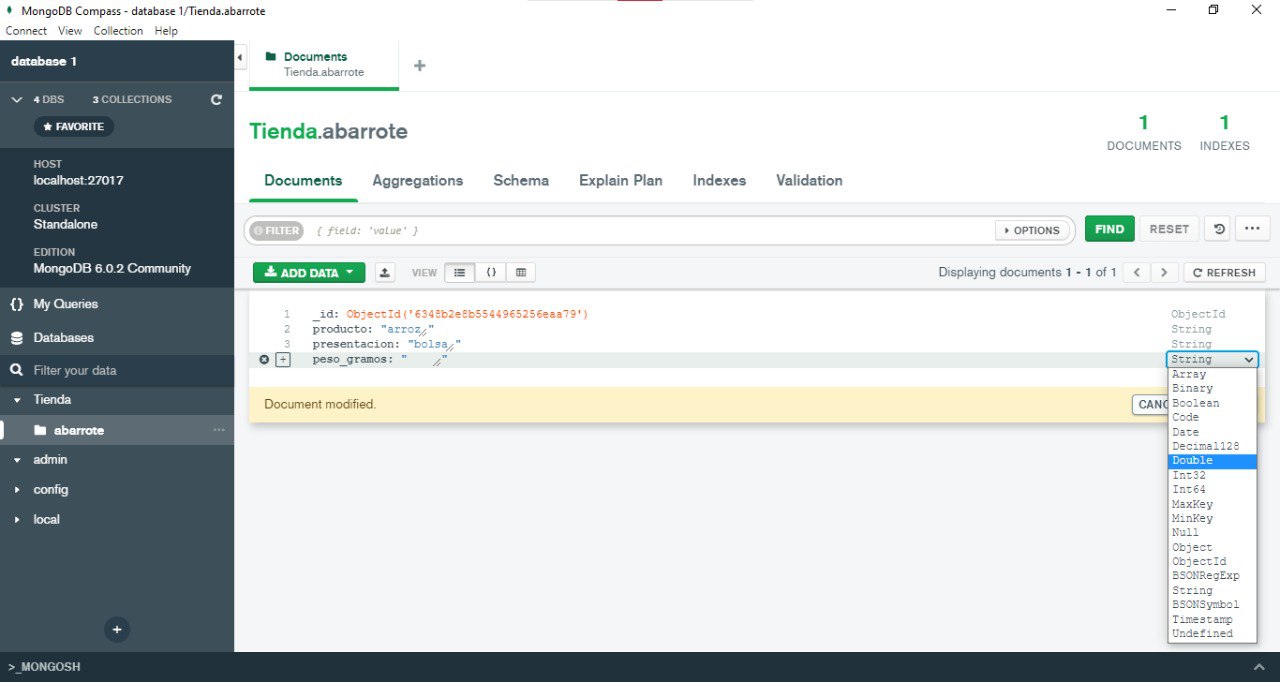 MongoDB Compass - database 1/Tienda.abarrote
Connect View Collection Help
database 1
4 DBS 3 COLLECTIONS
★ FAVORITE
HOST
localhost:27017
CLUSTER
Standalone
EDITION
MongoDB 6.0.2 Community
{} My Queries
Databases
Filter your data
Tienda
abarrote
admin
config
local
>_MONGOSH
Documents
Tienda.abarrote
Tienda.abarrote
1 DOCUMENTS
1 INDEXES
Documents Aggregations Schema Explain Plan Indexes Validation
FILTER { field: 'value' } OPTIONS FIND RESET
ADD DATA VIEW {} Displaying documents 1 - 1 of 1 REFRESH
1 _id: ObjectId('6348b2e8b5544965256eaa79') ObjectId
2 producto: "arroz" String
3 presentacion: "bolsa" String
peso_gramos: " " String
Document modified.
CANC
Array
Binary
Boolean
Code
Date
Decimal128
Double
Int32
Int64
MaxKey
MinKey
Null
Object
ObjectId
BSONRegExp
String
BSONSymbol
Timestamp
Undefined